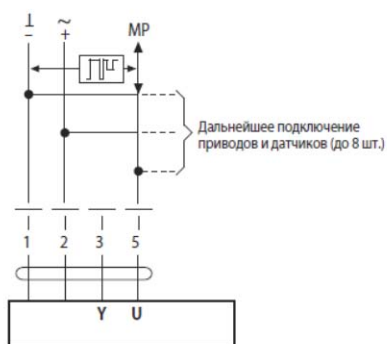 ⊥ ~ MP
− +
Дальнейшее подключение
приводов и датчиков (до 8 шт.)
1 2 3 5
Y U